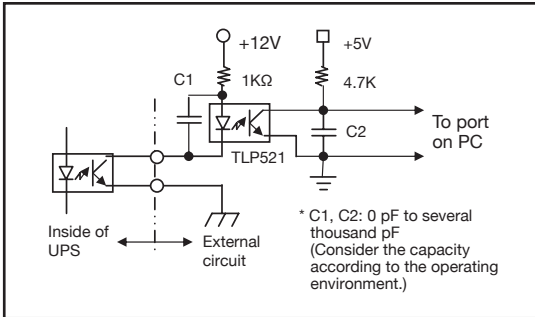 +12V
+5V
C1
1KΩ
4.7K
To port
on PC
C2
TLP521
Inside of
UPS
External
circuit
* C1, C2: 0 pF to several
thousand pF
(Consider the capacity
according to the operating
environment.)